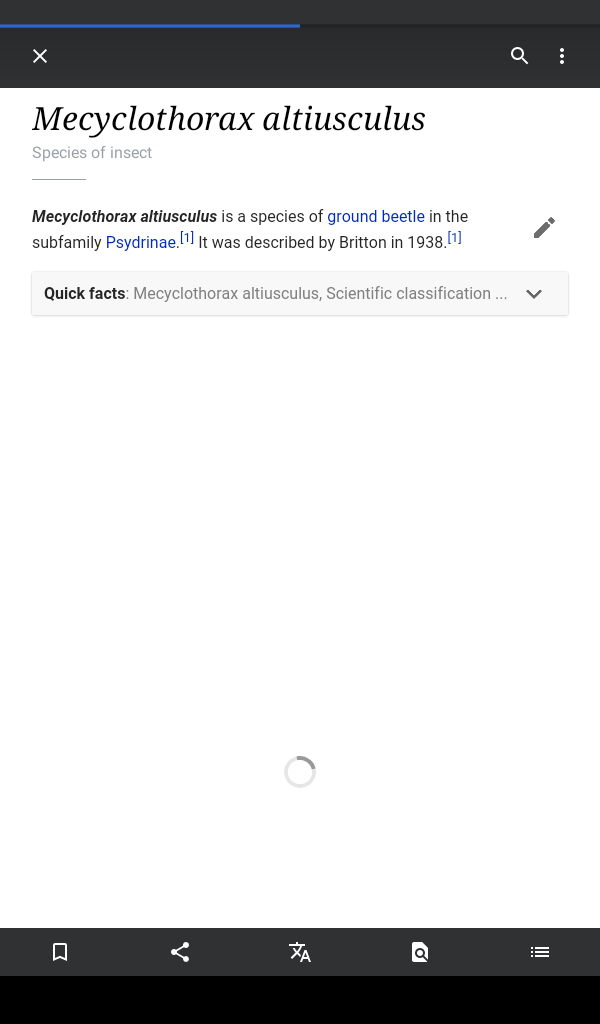 Mecyclothorax altiusculus
Species of insect
Mecyclothorax altiusculus is a species of ground beetle in the
subfamily Psydrinae.[1] It was described by Britton in 1938.[1]
Quick facts: Mecyclothorax altiusculus, Scientific classification ...